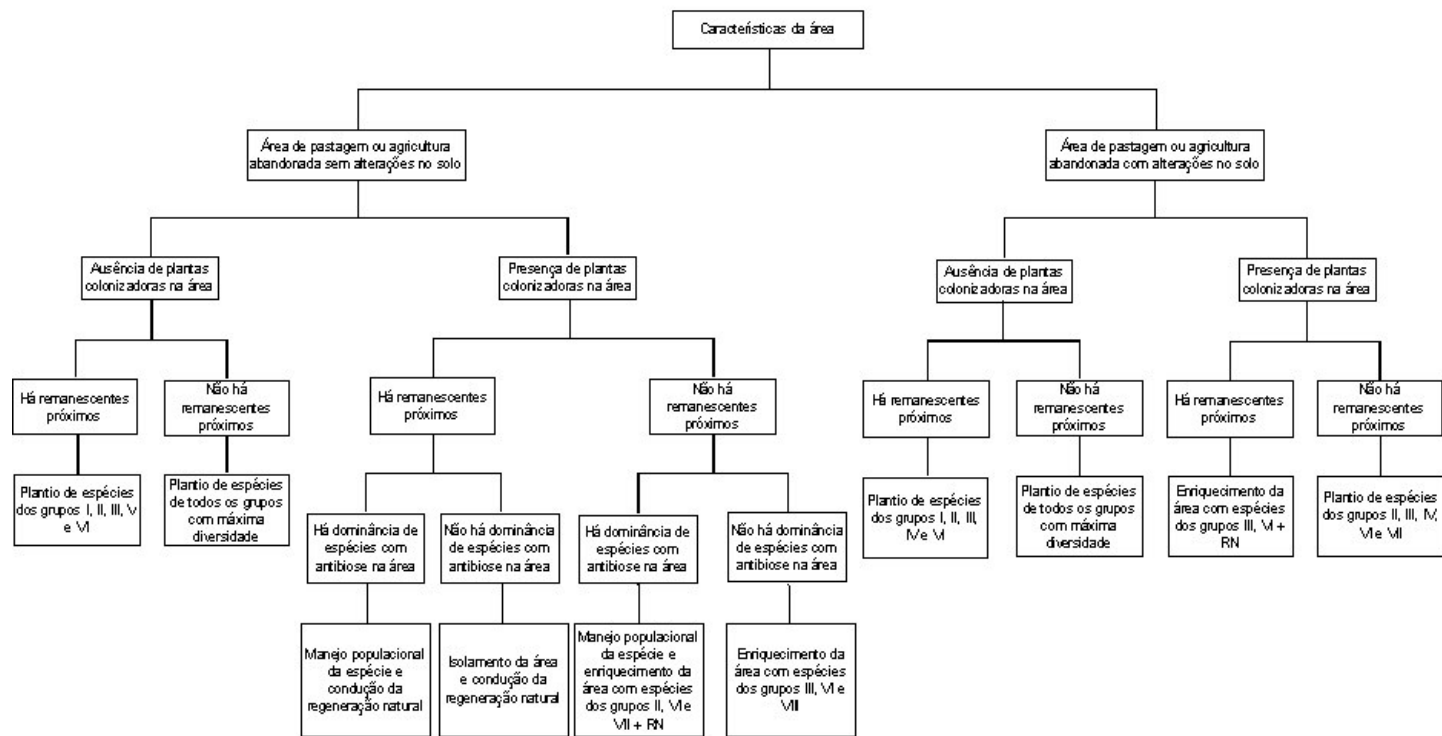 Características da área
Área de pastagem ou agricultura
abandonada sem alterações no solo
Área de pastagem ou agricultura
abandonada com alterações no solo
Ausência de plantas
colonizadoras na área
Presença de plantas
colonizadoras na área
Ausência de plantas
colonizadoras na área
Presença de plantas
colonizadoras na área
Há remanescentes
próximos
Não há
remanescentes
próximos
Há remanescentes
próximos
Não há
remanescentes
próximos
Há remanescentes
próximos
Não há
remanescentes
próximos
Há remanescentes
próximos
Não há
remanescentes
próximos
Plantio de espécies
dos grupos I, II, III, V
e VI
Plantio de espécies
de todos os grupos
com máxima
diversidade
Há dominância de
espécies com
antibiose na área
Não há dominância
de espécies com
antibiose na área
Há dominância de
espécies com
antibiose na área
Não há dominância
de espécies com
antibiose na área
Plantio de espécies
dos grupos I, II, III,
IV e VI
Plantio de espécies
de todos os grupos
com máxima
diversidade
Enriquecimento da
área com espécies
dos grupos III, VI +
RN
Plantio de espécies
dos grupos II, III, IV,
VI e VII
Manejo populacional
da espécie e
condução da
regeneração natural
Isolamento da área
e condução da
regeneração natural
Manejo populacional
da espécie e
enriquecimento da
área com espécies
dos grupos II, VI e
VII + RN
Enriquecimento da
área com espécies
dos grupos III, VI e
VIII